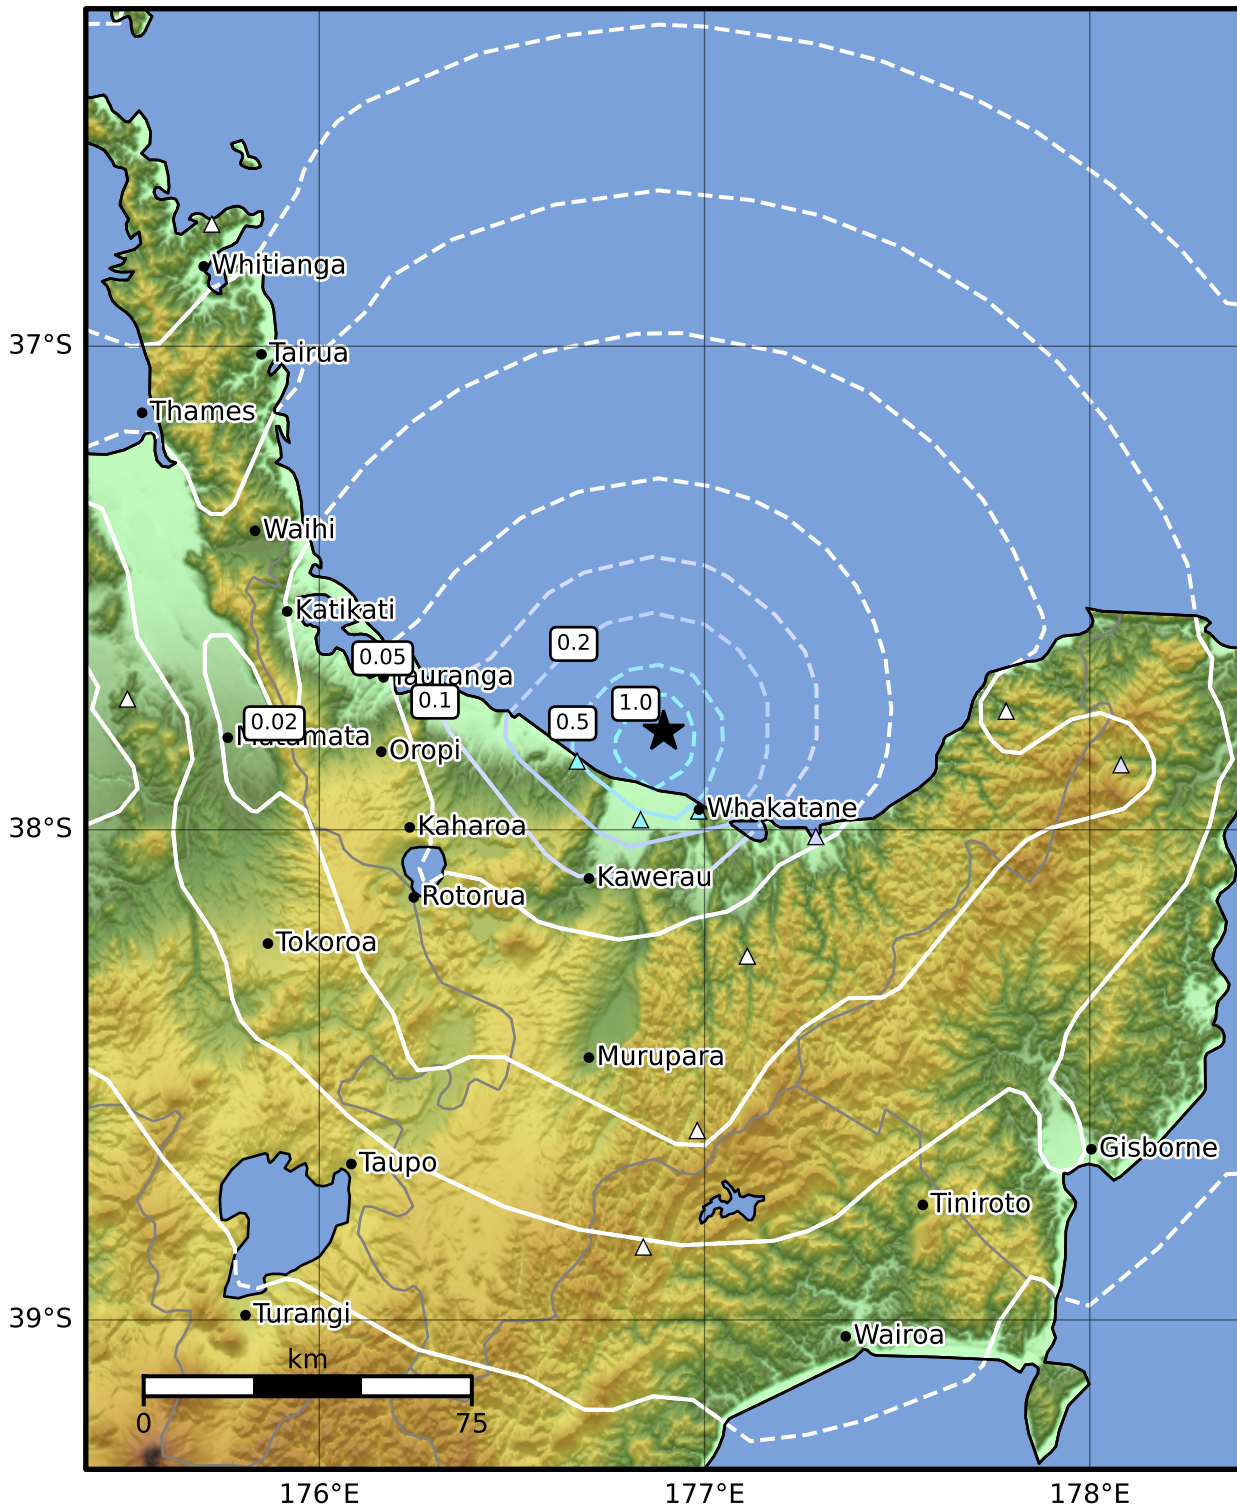 Whitianga
37°S
Tairua
Thames
Waihi
Katikati
0.2
0.05
Tauranga
0.1
1.0
0.02
0.5
Matamata
Oropi
Whakatane
38°S
Kaharoa
Kawerau
Rotorua
Tokoroa
Murupara
Gisborne
Taupo
Tiniroto
39°S
Turangi
Wairoa
km
0
75
176°E
177°E
178°E